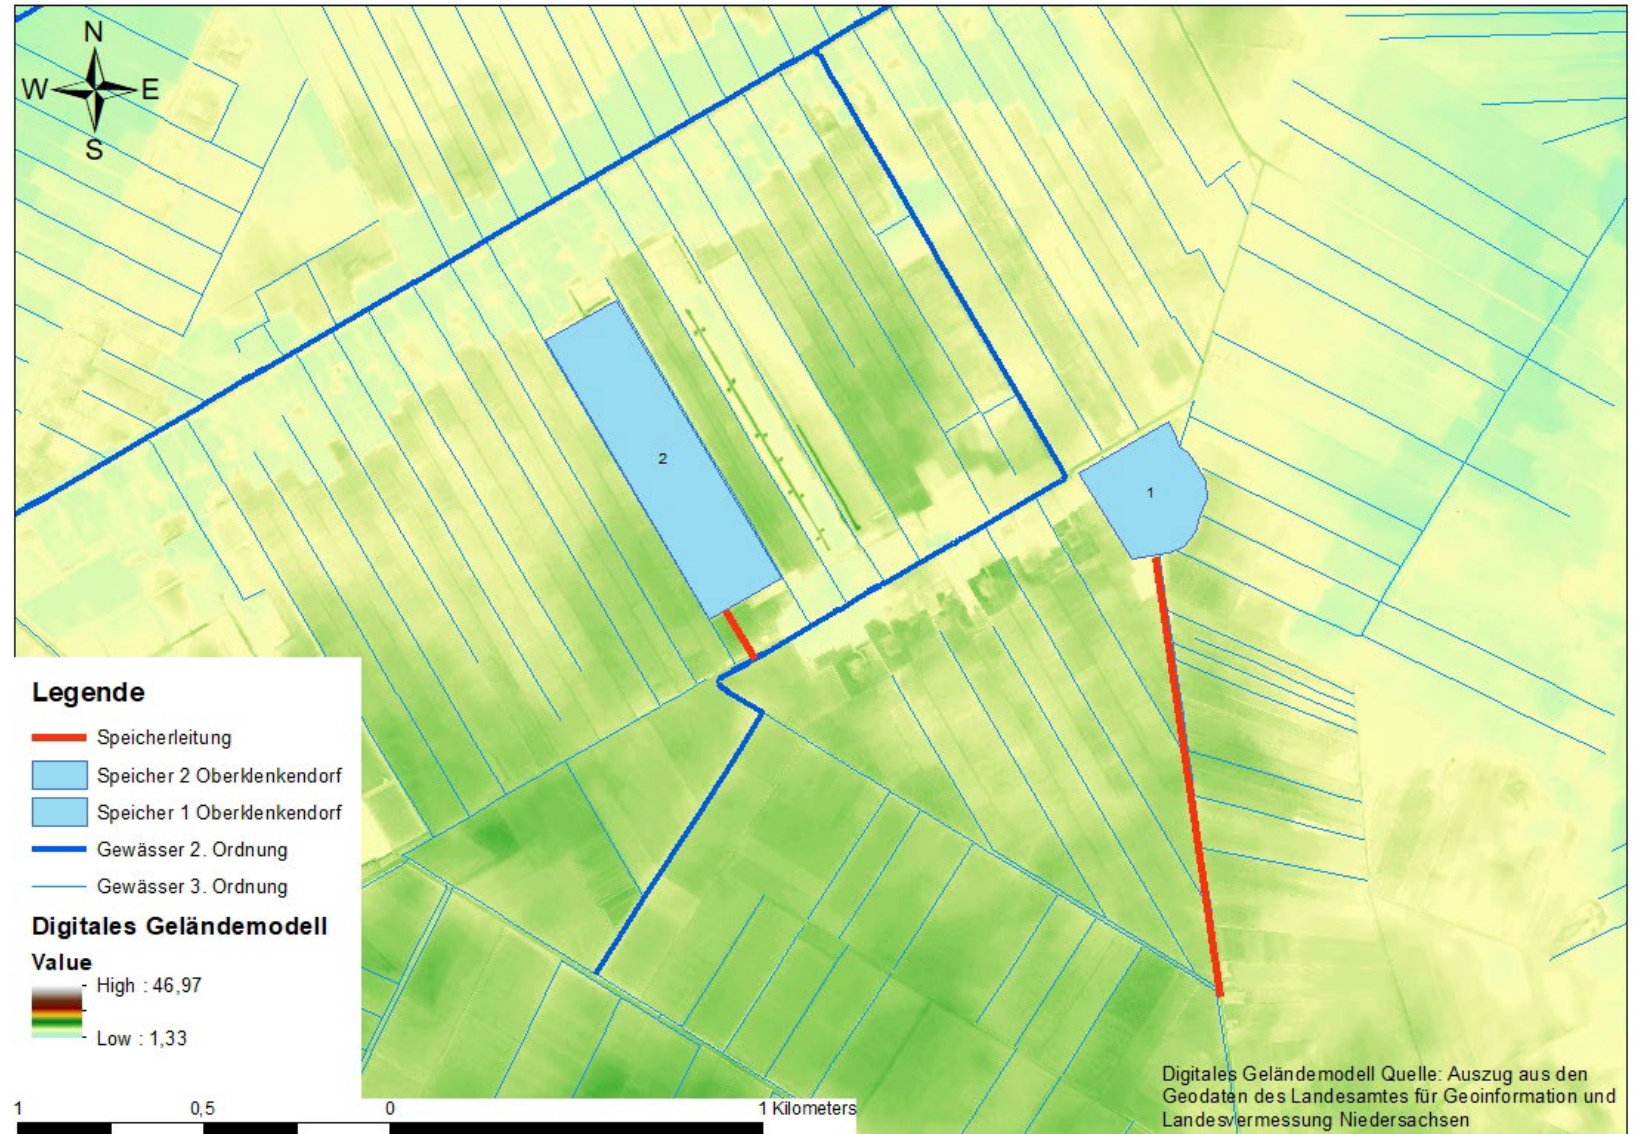 N
W E
S
2
1
Legende
Speicherleitung
Speicher 2 Oberklenkendorf
Speicher 1 Oberklenkendorf
Gewässer 2. Ordnung
Gewässer 3. Ordnung
Digitales Geländemodell
Value
High : 46,97
Low : 1,33
1 0,5 0 1 Kilometers
Digitales Geländemodell Quelle: Auszug aus den
Geodaten des Landesamtes für Geoinformation und
Landesvermessung Niedersachsen